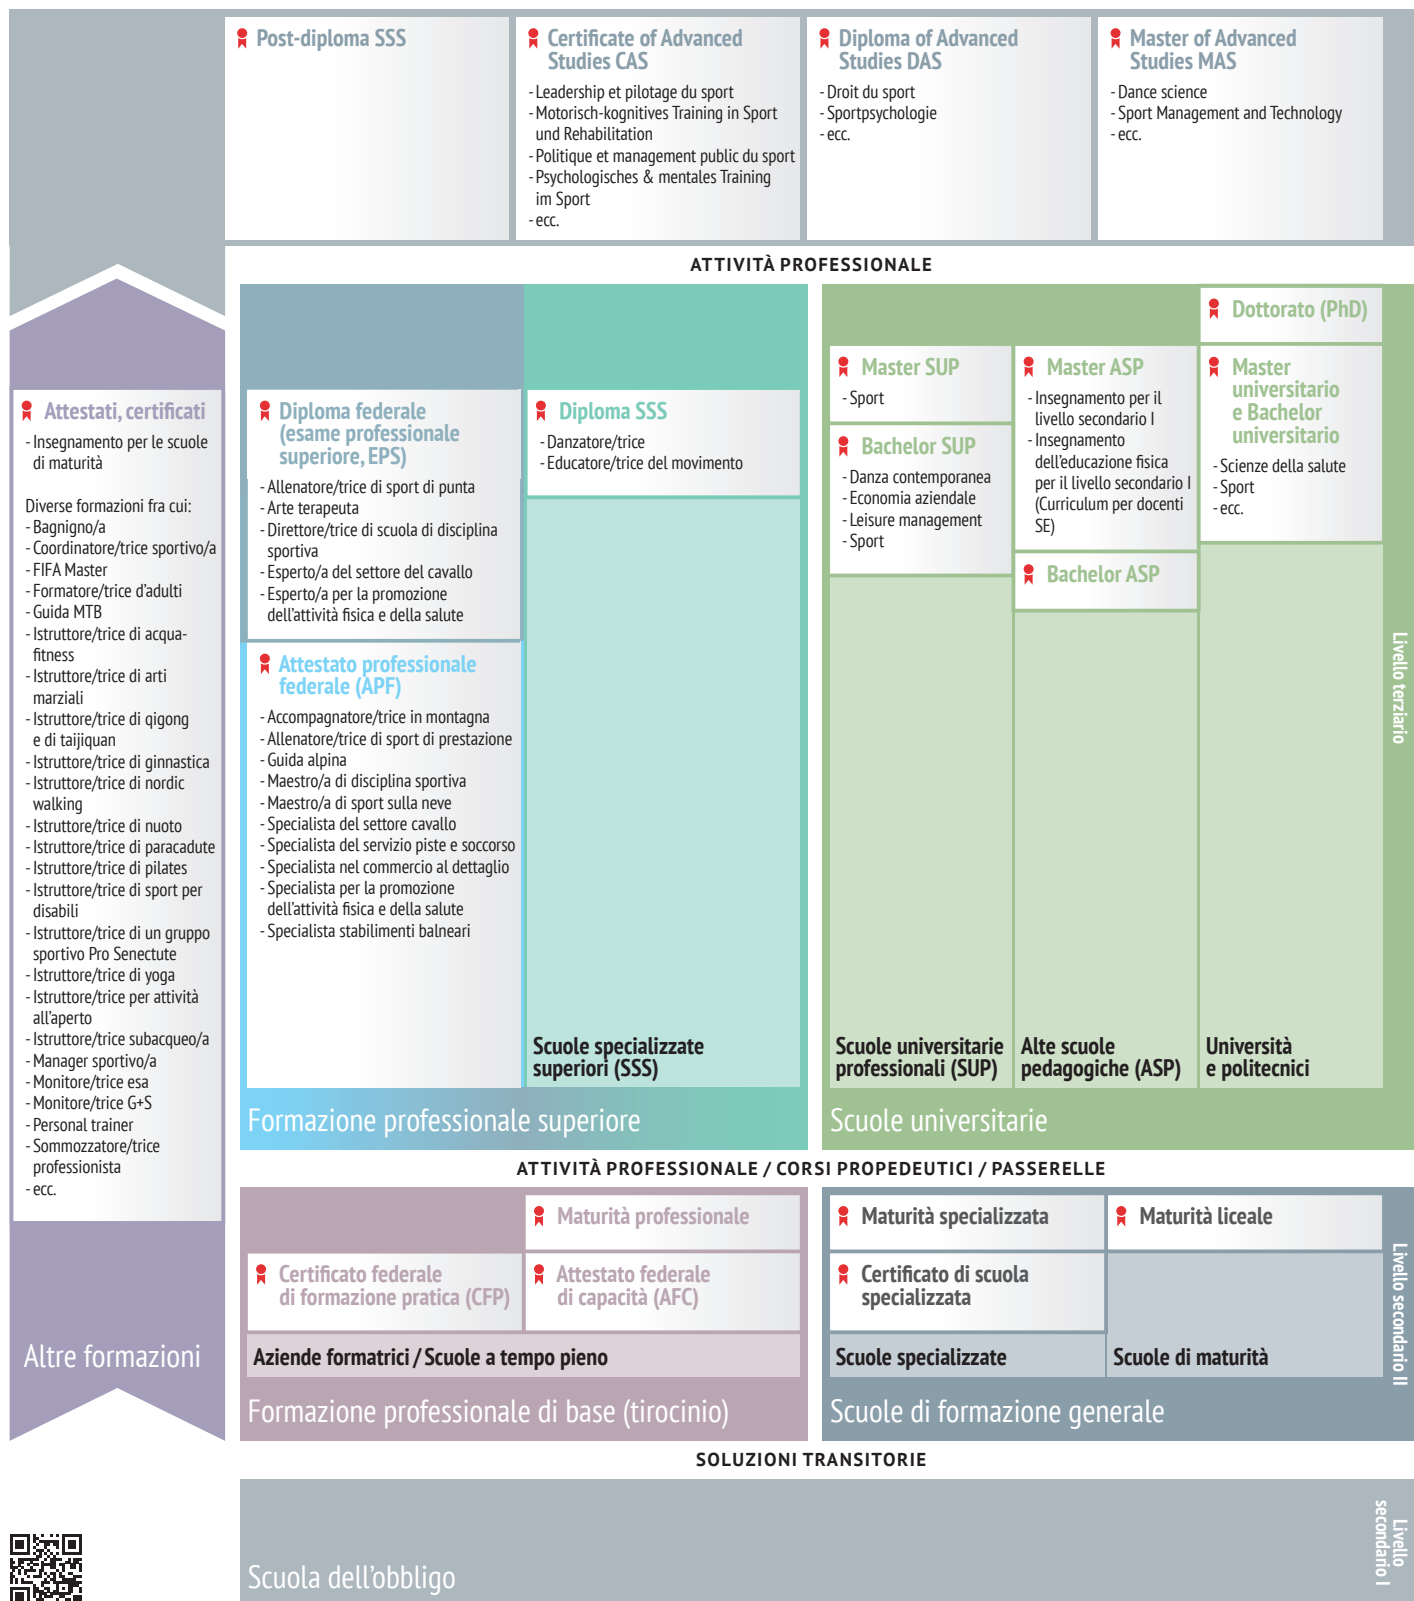 Post-diploma SSS
Certificate of Advanced
Studies CAS
- Leadership et pilotage du sport
- Motorisch-kognitives Training in Sport
und Rehabilitation
- Politique et management public du sport
- Psychologisches & mentales Training
im Sport
- ecc.
Diploma of Advanced
Studies DAS
- Droit du sport
- Sportpsychologie
- ecc.
Master of Advanced
Studies MAS
- Dance science
- Sport Management and Technology
- ecc.
ATTIVITÀ PROFESSIONALE
Attestati, certificati
- Insegnamento per le scuole
di maturità
Diverse formazioni fra cui:
- Bagnigno/a
- Coordinatore/trice sportivo/a
- FIFA Master
- Formatore/trice d'adulti
- Guida MTB
- Istruttore/trice di acqua-
fitness
- Istruttore/trice di arti
marziali
- Istruttore/trice di qigong
e di taijiquan
- Istruttore/trice di ginnastica
- Istruttore/trice di nordic
walking
- Istruttore/trice di nuoto
- Istruttore/trice di paracadute
- Istruttore/trice di pilates
- Istruttore/trice di sport per
disabili
- Istruttore/trice di un gruppo
sportivo Pro Senectute
- Istruttore/trice di yoga
- Istruttore/trice per attività
all'aperto
- Istruttore/trice subacqueo/a
- Manager sportivo/a
- Monitore/trice esa
- Monitore/trice G+S
- Personal trainer
- Sommozzatore/trice
professionista
- ecc.
Altre formazioni
Diploma federale
(esame professionale
superiore, EPS)
- Allenatore/trice di sport di punta
- Arte terapeuta
- Direttore/trice di scuola di disciplina
sportiva
- Esperto/a del settore del cavallo
- Esperto/a per la promozione
dell'attività fisica e della salute
Attestato professionale
federale (APF)
- Accompagnatore/trice in montagna
- Allenatore/trice di sport di prestazione
- Guida alpina
- Maestro/a di disciplina sportiva
- Maestro/a di sport sulla neve
- Specialista del settore cavallo
- Specialista del servizio piste e soccorso
- Specialista nel commercio al dettaglio
- Specialista per la promozione
dell'attività fisica e della salute
- Specialista stabilimenti balneari
Diploma SSS
- Danzatore/trice
- Educatore/trice del movimento
Scuole specializzate
superiori (SSS)
Formazione professionale superiore
Master SUP
- Sport
Bachelor SUP
- Danza contemporanea
- Economia aziendale
- Leisure management
- Sport
Scuole universitarie
professionali (SUP)
Master ASP
- Insegnamento per il
livello secondario I
- Insegnamento
dell'educazione fisica
per il livello secondario I
(Curriculum per docenti
SE)
Bachelor ASP
Alte scuole
pedagogiche (ASP)
Dottorato (PhD)
Master
universitario
e Bachelor
universitario
- Scienze della salute
- Sport
- ecc.
Università
e politecnici
Scuole universitarie
Livello terziario
ATTIVITÀ PROFESSIONALE / CORSI PROPEDEUTICI / PASSERELLE
Maturità professionale
Certificato federale
di formazione pratica (CFP)
Attestato federale
di capacità (AFC)
Aziende formatrici / Scuole a tempo pieno
Formazione professionale di base (tirocinio)
Maturità specializzata
Maturità liceale
Certificato di scuola
specializzata
Scuole specializzate
Scuole di maturità
Scuole di formazione generale
Livello secondario II
SOLUZIONI TRANSITORIE
Scuola dell'obbligo
Livello
secondario I